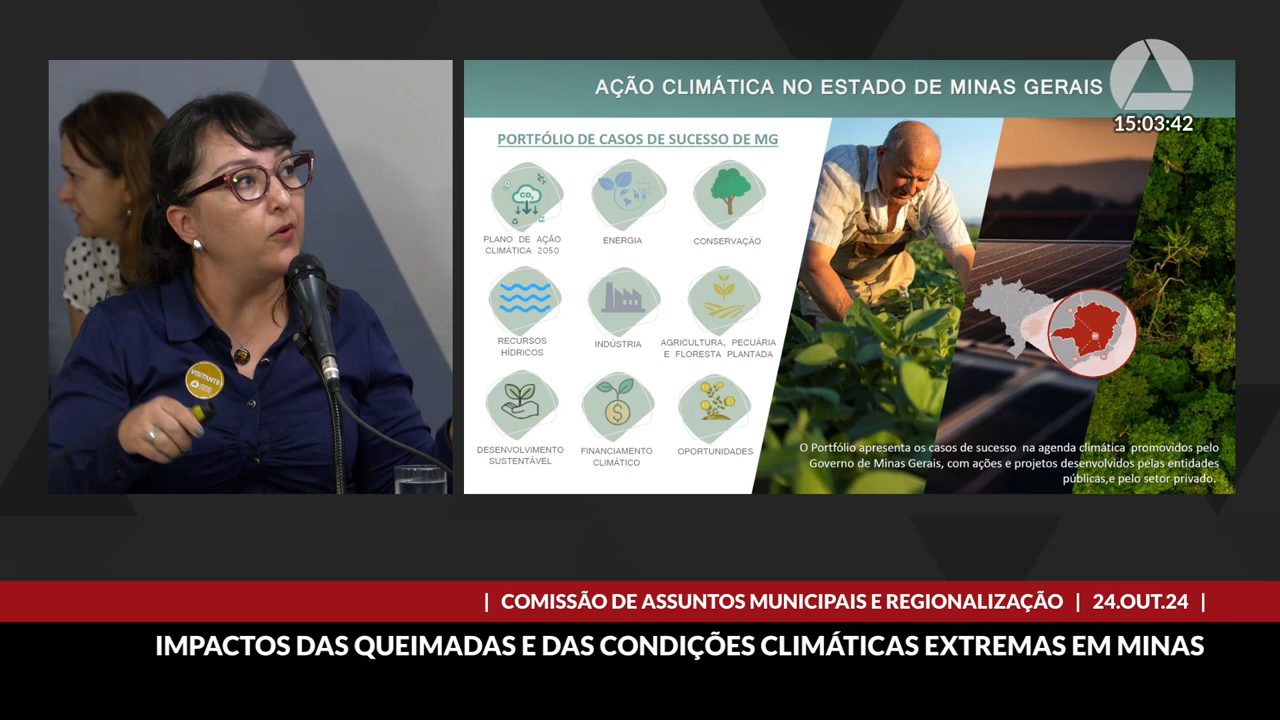 AÇÃO CLIMÁTICA NO ESTADO DE MINAS GERAIS
15:03:42
PORTFÓLIO DE CASOS DE SUCESSO DE MG
CO₂
PLANO DE AÇÃO
CLIMÁTICA 2050
ENERGIA
CONSERVAÇÃO
RECURSOS
HÍDRICOS
INDÚSTRIA
AGRICULTURA, PECUÁRIA
E FLORESTA PLANTADA
DESENVOLVIMENTO
SUSTENTÁVEL
FINANCIAMENTO
CLIMÁTICO
OPORTUNIDADES
O Portfólio apresenta os casos de sucesso na agenda climática promovidos pelo
Governo de Minas Gerais, com ações e projetos desenvolvidos pelas entidades
públicas,e pelo setor privado.
VISITANTE
| COMISSÃO DE ASSUNTOS MUNICIPAIS E REGIONALIZAÇÃO | 24.OUT.24 |
IMPACTOS DAS QUEIMADAS E DAS CONDIÇÕES CLIMÁTICAS EXTREMAS EM MINAS